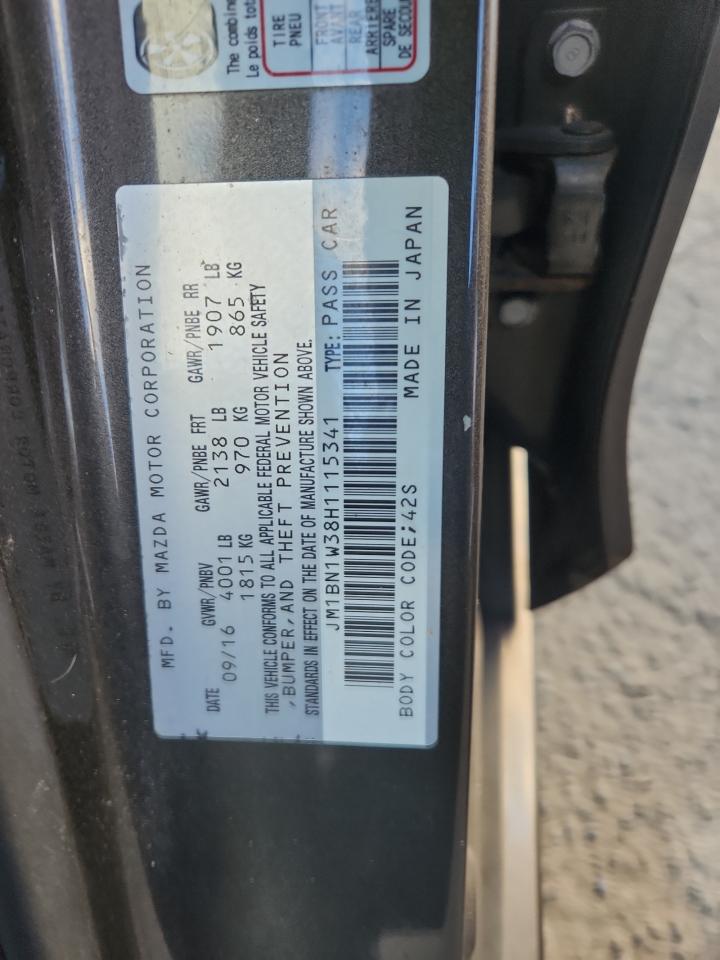 MFD. BY MAZDA MOTOR CORPORATION
DATE GVWR/PNBV GAWR/PNBE FRT GAWR/PNBE RR
09/16 4001 LB 2138 LB 1907 LB
1815 KG 970 KG 865 KG
THIS VEHICLE CONFORMS TO ALL APPLICABLE FEDERAL MOTOR VEHICLE SAFETY
,BUMPER,AND THEFT PREVENTION
STANDARDS IN EFFECT ON THE DATE OF MANUFACTURE SHOWN ABOVE.
JM1BN1W38H1115341 TYPE: PASS CAR
BODY COLOR CODE;42S MADE IN JAPAN
The combine
Le poids tot
TIRE
PNEU
FRONT
AVANT
REAR
ARRIERE
SPARE
DE SECOU